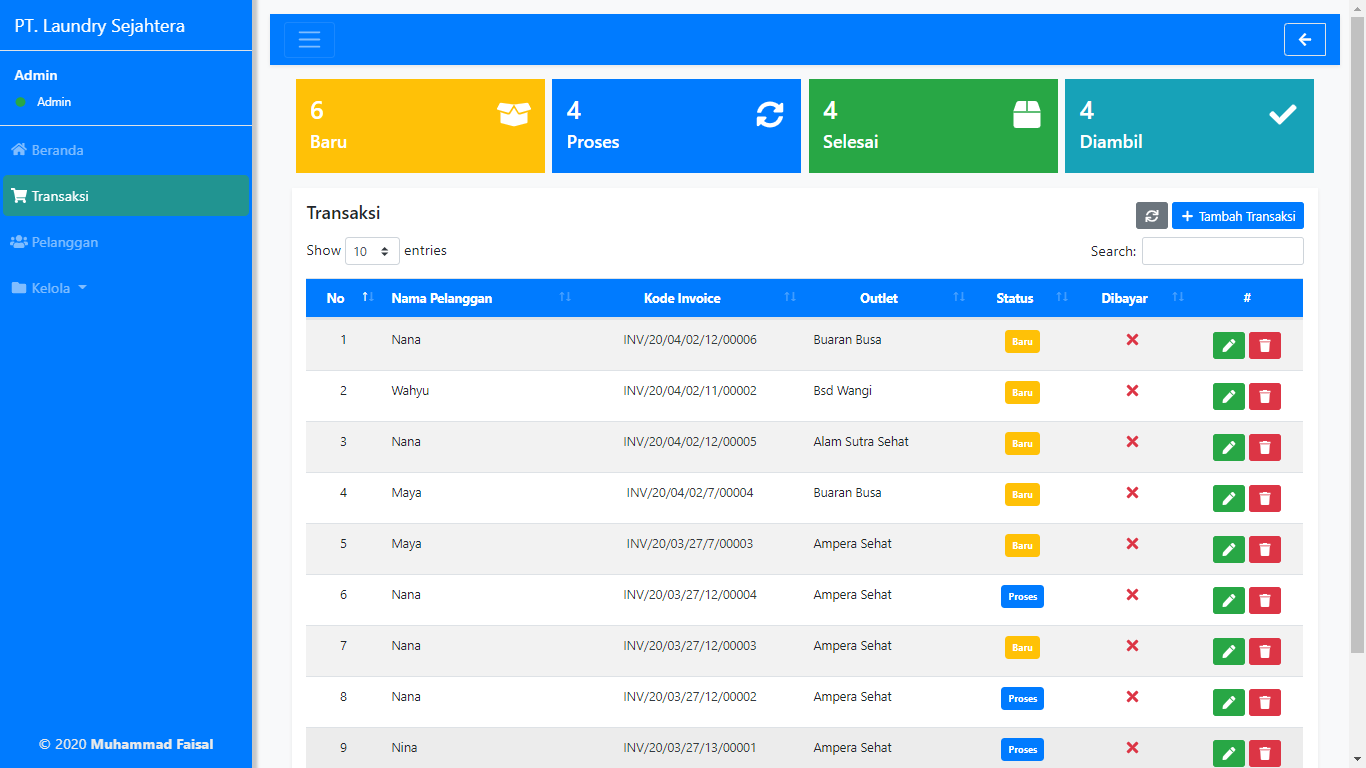 PT. Laundry Sejahtera
Admin
Admin
Beranda
Transaksi
Pelanggan
Kelola
© 2020 Muhammad Faisal
6
Baru
4
Proses
4
Selesai
4
Diambil
Transaksi
Tambah Transaksi
Show 10 entries
Search:
No Nama Pelanggan Kode Invoice Outlet Status Dibayar #
1 Nana INV/20/04/02/12/00006 Buaran Busa Baru
2 Wahyu INV/20/04/02/11/00002 Bsd Wangi Baru
3 Nana INV/20/04/02/12/00005 Alam Sutra Sehat Baru
4 Maya INV/20/04/02/7/00004 Buaran Busa Baru
5 Maya INV/20/03/27/7/00003 Ampera Sehat Baru
6 Nana INV/20/03/27/12/00004 Ampera Sehat Proses
7 Nana INV/20/03/27/12/00003 Ampera Sehat Baru
8 Nana INV/20/03/27/12/00002 Ampera Sehat Proses
9 Nina INV/20/03/27/13/00001 Ampera Sehat Proses